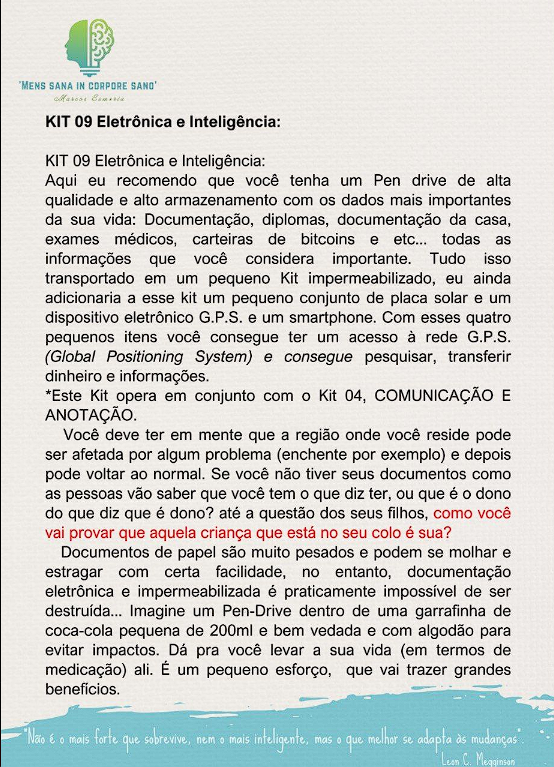 'MENS SANA IN CORPORE SANO'
KIT 09 Eletrônica e Inteligência:
KIT 09 Eletrônica e Inteligência:
Aqui eu recomendo que você tenha um Pen drive de alta
qualidade e alto armazenamento com os dados mais importantes
da sua vida: Documentação, diplomas, documentação da casa,
exames médicos, carteiras de bitcoins e etc... todas as
informações que você considera importante. Tudo isso
transportado em um pequeno Kit impermeabilizado, eu ainda
adicionaria a esse kit um pequeno conjunto de placa solar e um
dispositivo eletrônico G.P.S. e um smartphone. Com esses quatro
pequenos itens você consegue ter um acesso à rede G.P.S.
(Global Positioning System) e consegue pesquisar, transferir
dinheiro e informações.
*Este Kit opera em conjunto com o Kit 04, COMUNICAÇÃO E
ANOTAÇÃO.
Você deve ter em mente que a região onde você reside pode
ser afetada por algum problema (enchente por exemplo) e depois
pode voltar ao normal. Se você não tiver seus documentos como
as pessoas vão saber que você tem o que diz ter, ou que é o dono
do que diz que é dono? até a questão dos seus filhos, como você
vai provar que aquela criança que está no seu colo é sua?
Documentos de papel são muito pesados e podem se molhar e
estragar com certa facilidade, no entanto, documentação
eletrônica e impermeabilizada é praticamente impossível de ser
destruída... Imagine um Pen-Drive dentro de uma garrafinha de
coca-cola pequena de 200ml e bem vedada e com algodão para
evitar impactos. Dá pra você levar a sua vida (em termos de
medicação) ali. É um pequeno esforço, que vai trazer grandes
benefícios.
"Não é o mais forte que sobrevive, nem o mais inteligente, mas o que melhor se adapta às mudanças".
Leon C. Megginson